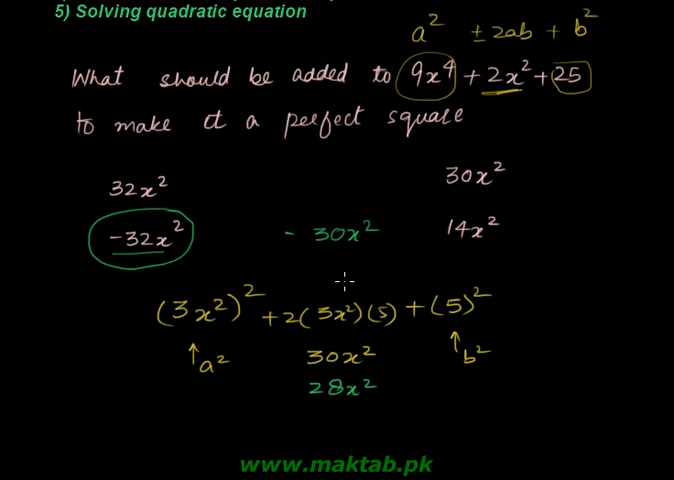 5) Solving quadratic equation
a² ± 2ab + b²
What should be added to 9x⁴ + 2x² + 25
to make it a perfect square
32x² 30x²
-32x² - 30x² 14x²
(3x²)² + 2(3x²)(5) + (5)²
↑a² 30x² ↑b²
28x²
www.maktab.pk